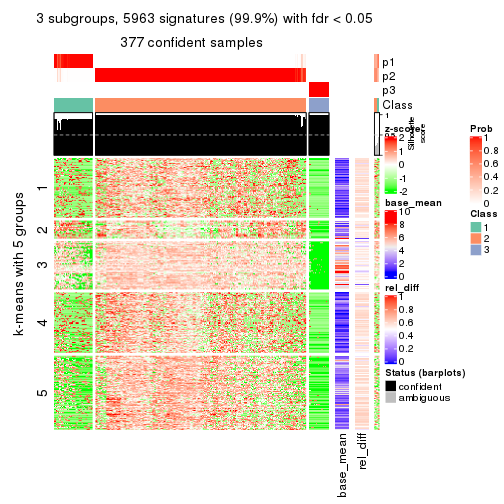 3 subgroups, 5963 signatures (99.9%) with fdr < 0.05
377 confident samples
p1
p2
p3
Class
1
Silhouette
score
k-means with 5 groups
1
2
3
4
5
base_mean
rel_diff
z-score
2
1
0
-1
-2
base_mean
10
8
6
4
2
0
rel_diff
1
0.8
0.6
0.4
0.2
0
Status (barplots)
confident
ambiguous
Prob
1
0.8
0.6
0.4
0.2
0
Class
1
2
3